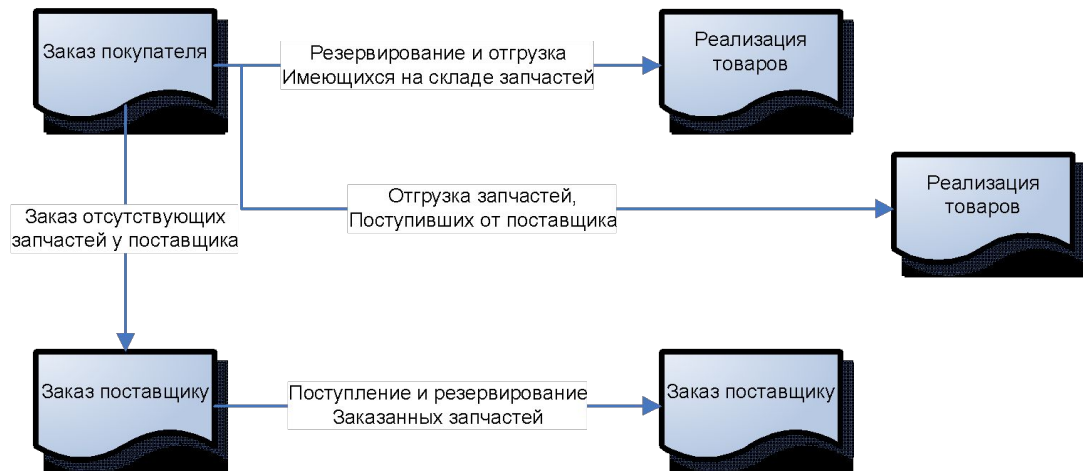 Заказ покупателя
Резервирование и отгрузка
Имеющихся на складе запчастей
Реализация
товаров
Отгрузка запчастей,
Поступивших от поставщика
Реализация
товаров
Заказ отсутствующих
запчастей у поставщика
Заказ поставщику
Поступление и резервирование
Заказанных запчастей
Заказ поставщику